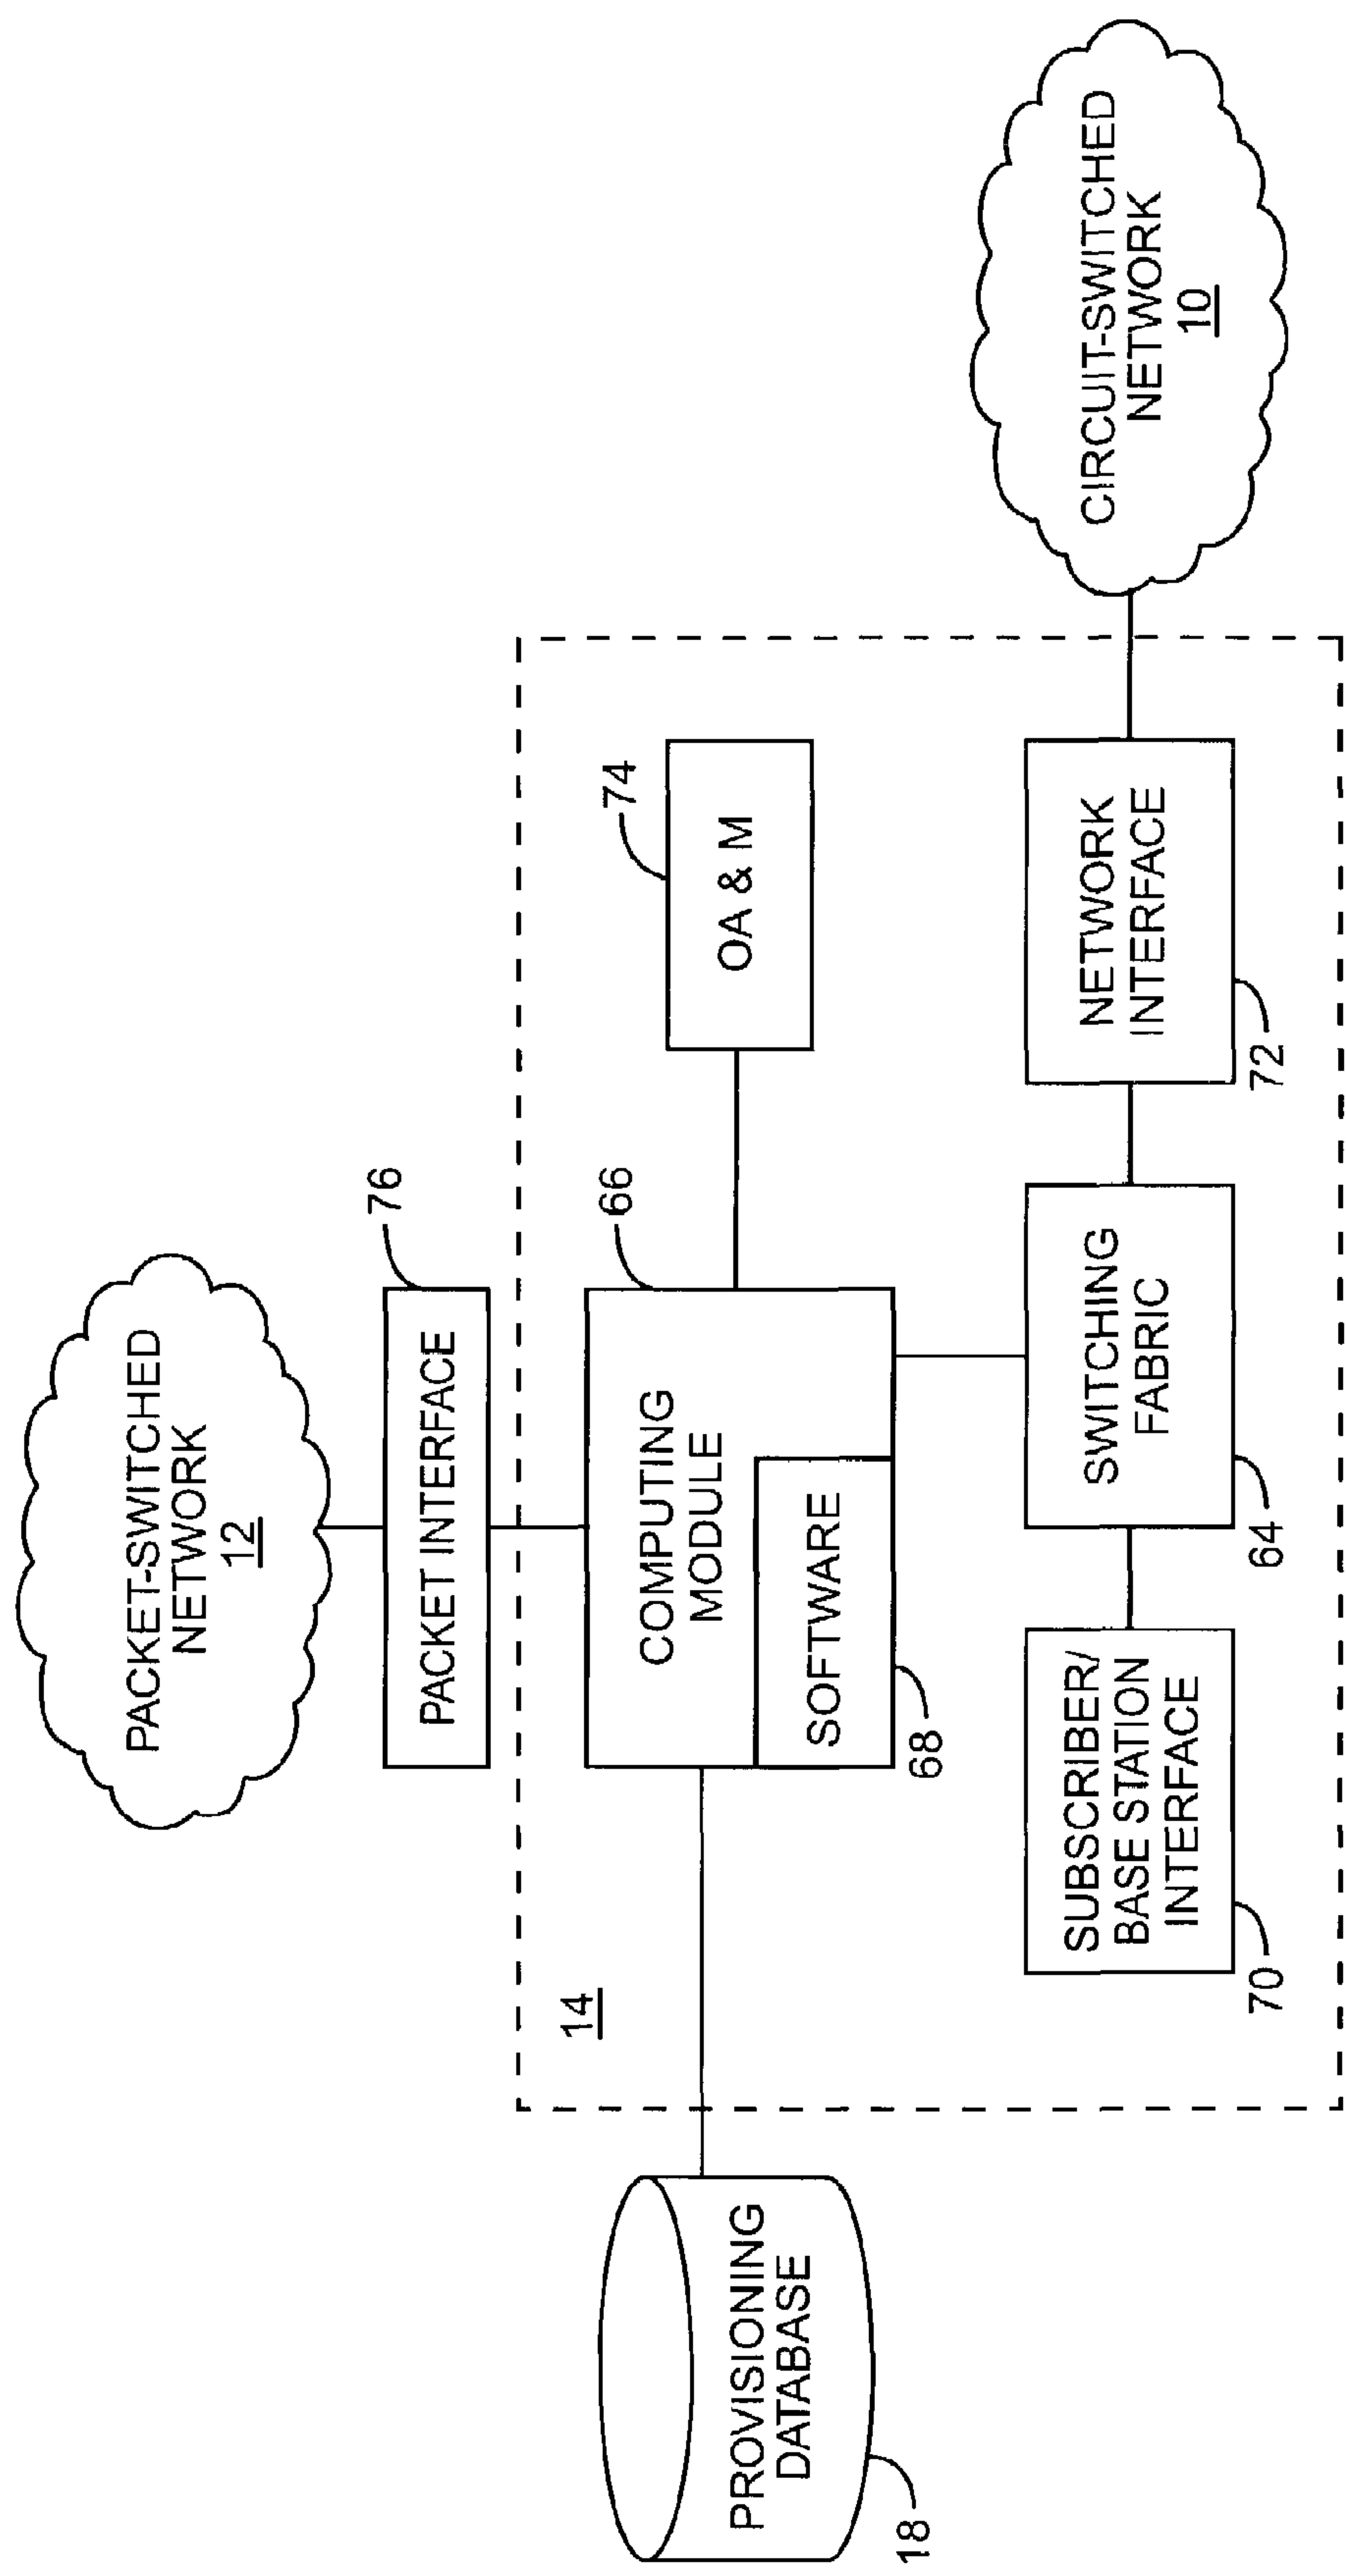 PACKET-SWITCHED
NETWORK
12
76
PACKET INTERFACE
14
66
COMPUTING
MODULE
SOFTWARE
68
74
OA & M
PROVISIONING
DATABASE
18
SUBSCRIBER/
BASE STATION
INTERFACE
70
SWITCHING
FABRIC
64
NETWORK
INTERFACE
72
CIRCUIT-SWITCHED
NETWORK
10